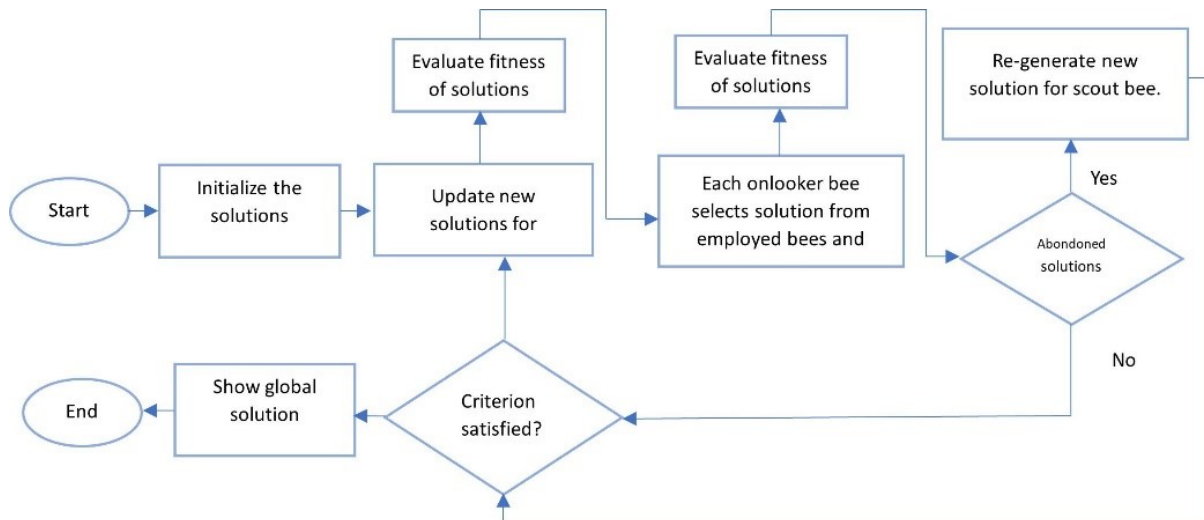 Start
Initialize the
solutions
Update new
solutions for
Evaluate fitness
of solutions
Each onlooker bee
selects solution from
employed bees and
Evaluate fitness
of solutions
Abondoned
solutions
Yes
Re-generate new
solution for scout bee.
No
Criterion
satisfied?
Show global
solution
End